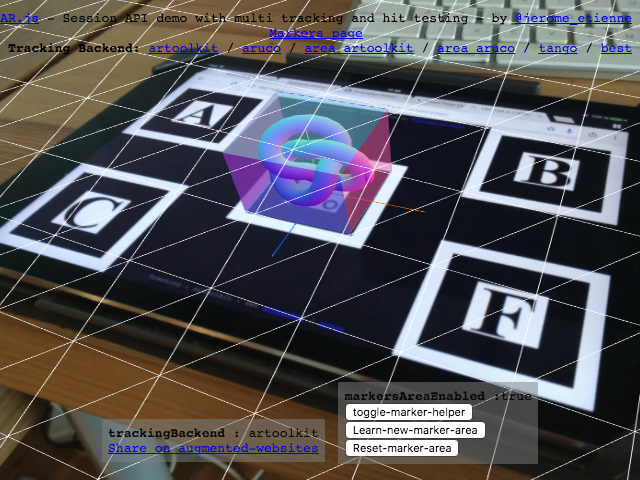 AR.js - Session API demo with multi tracking and hit testing - by @jerome_etienne
Markers page
Tracking Backend: artoolkit / aruco / area artoolkit / area aruco / tango / best
A
B
C
F
markersAreaEnabled :true
toggle-marker-helper
trackingBackend : artoolkit
Learn-new-marker-area
Share on augmented-websites
Reset-marker-area